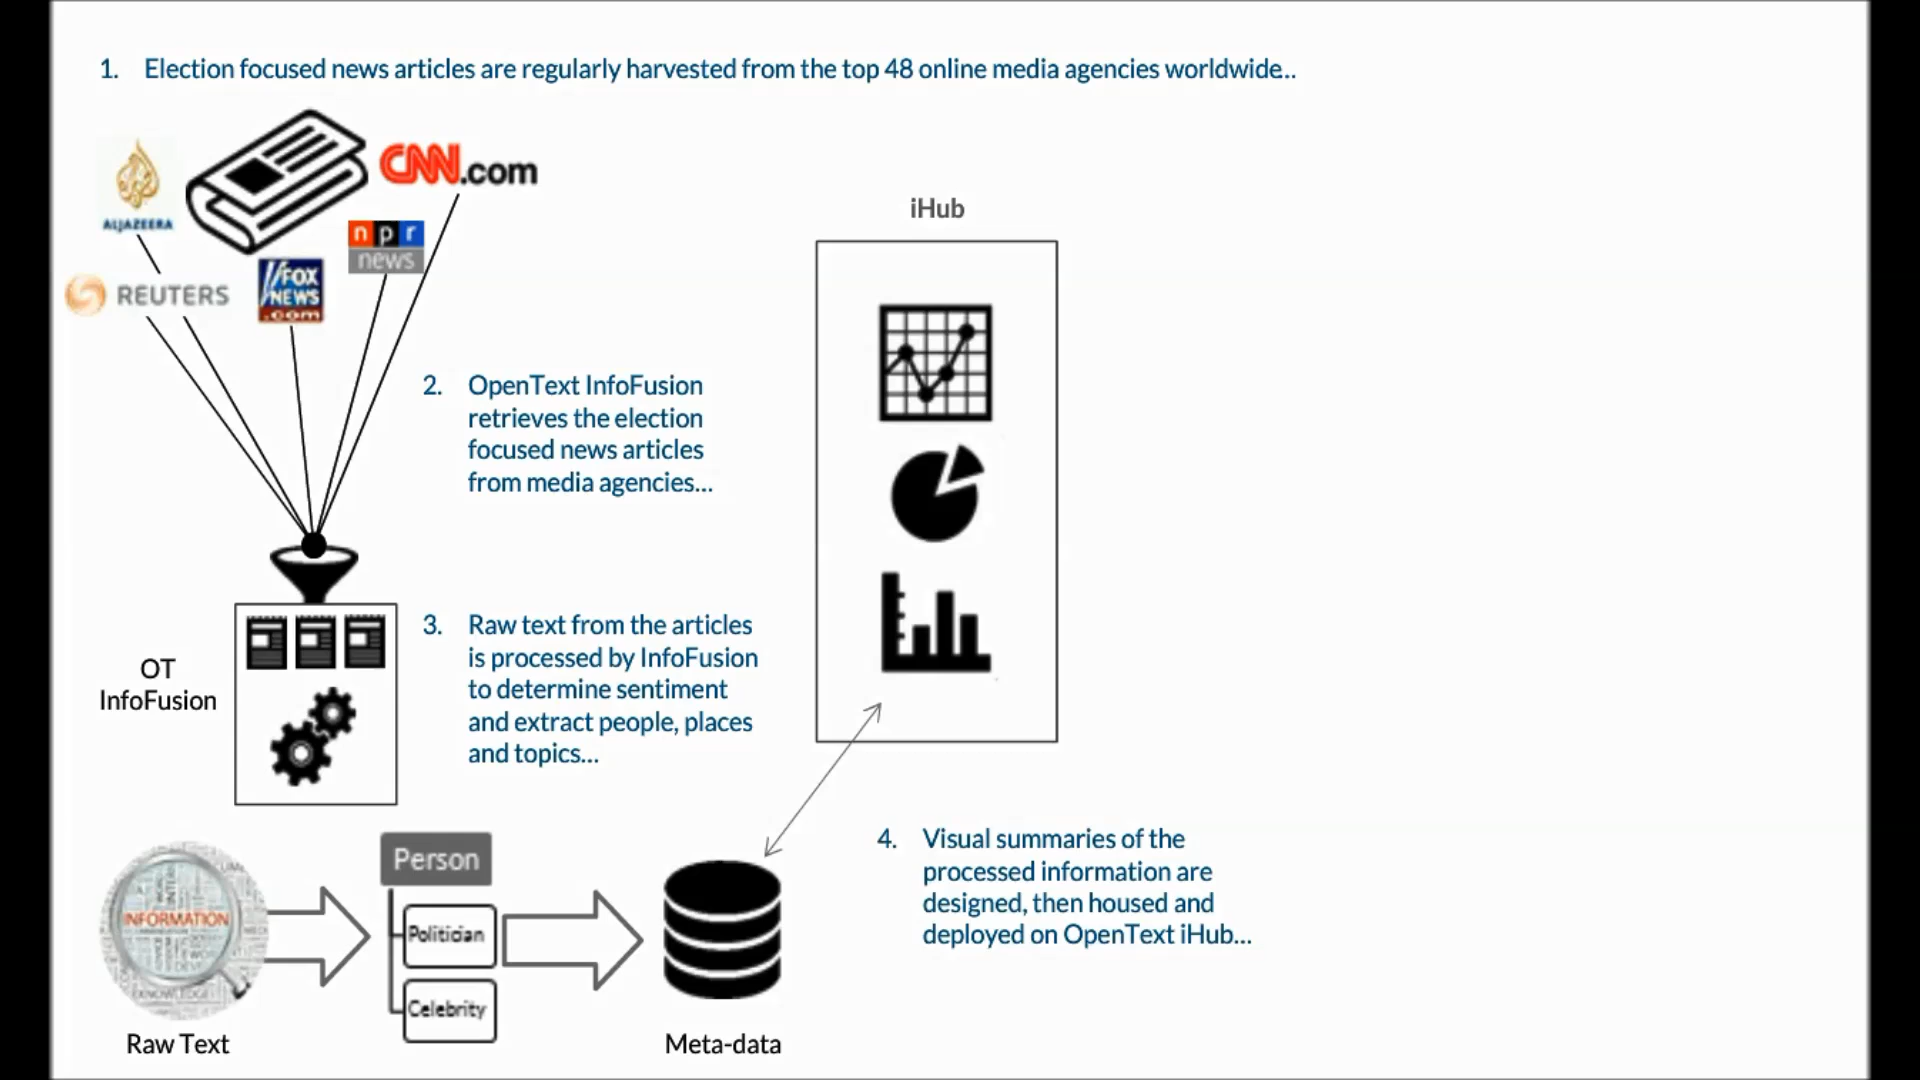 1. Election focused news articles are regularly harvested from the top 48 online media agencies worldwide...
ALJAZEERA
CNN.com
npr
news
REUTERS
FOX
NEWS
.com
iHub
2. OpenText InfoFusion
retrieves the election
focused news articles
from media agencies...
OT
InfoFusion
3. Raw text from the articles
is processed by InfoFusion
to determine sentiment
and extract people, places
and topics...
INFORMATION
Raw Text
Person
Politician
Celebrity
Meta-data
4. Visual summaries of the
processed information are
designed, then housed and
deployed on OpenText iHub...